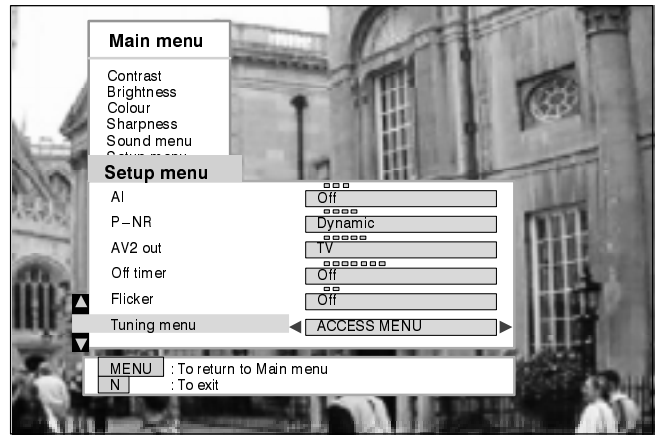 Main menu
Contrast
Brightness
Colour
Sharpness
Sound menu
Setup menu
AI Off
P–NR Dynamic
AV2 out TV
Off timer Off
Flicker Off
Tuning menu ACCESS MENU
MENU : To return to Main menu
N : To exit